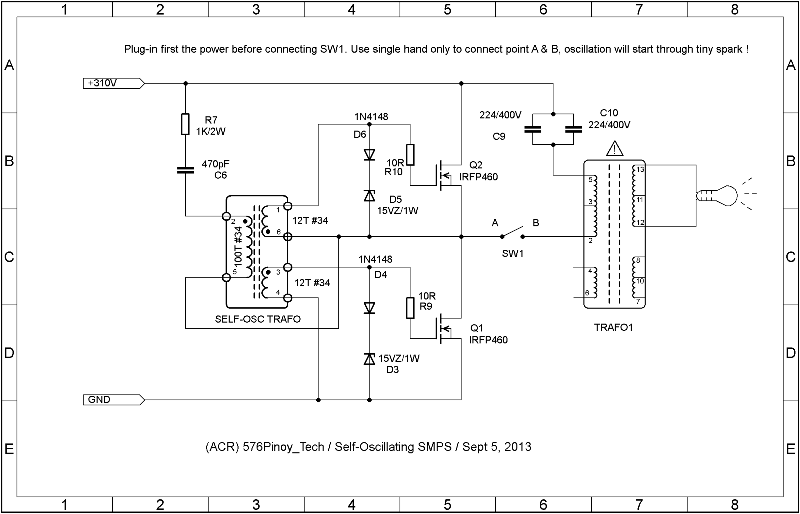 1 2 3 4 5 6 7 8
A A
Plug-in first the power before connecting SW1. Use single hand only to connect point A & B, oscillation will start through tiny spark !
+310V
R7
1K/2W
470pF
C6
1N4148
D6
10R
R10
Q2
IRFP460
D5
15VZ/1W
224/400V
C9
C10
224/400V
!
B B
2
100T #34
5
1
12T #34
6
3
12T #34
4
SELF-OSC TRAFO
A B
SW1
5
3
2
4
6
13
11
12
8
10
7
TRAFO1
C C
1N4148
D4
10R
R9
Q1
IRFP460
15VZ/1W
D3
D D
GND
E E
(ACR) 576Pinoy_Tech / Self-Oscillating SMPS / Sept 5, 2013
1 2 3 4 5 6 7 8